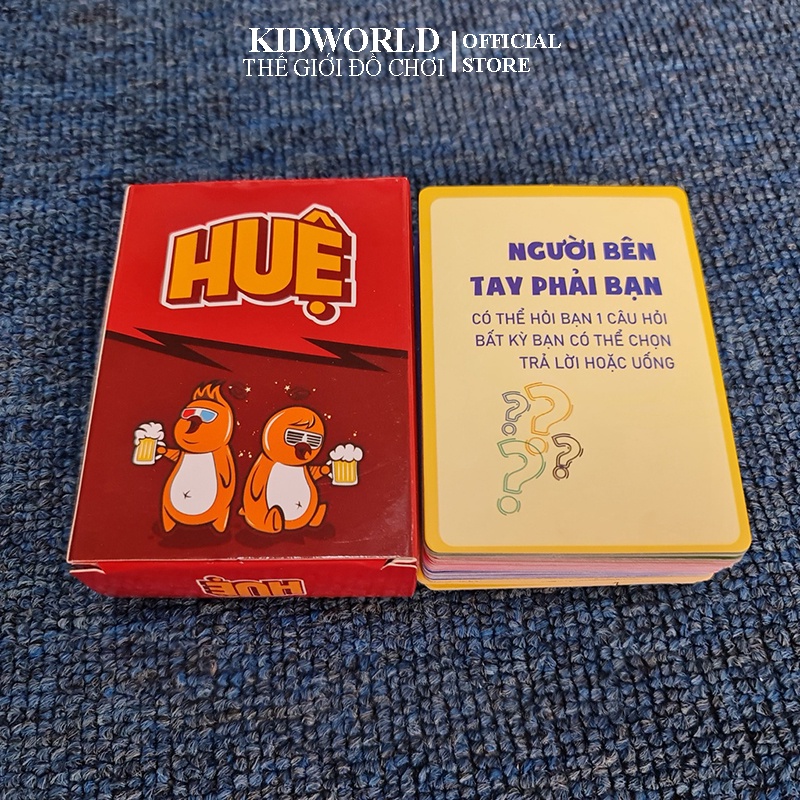 KIDWORLD
THẾ GIỚI ĐỒ CHƠI
OFFICIAL
STORE
HUỆ
HUỆ
NGƯỜI BÊN
TAY PHẢI BẠN
CÓ THỂ HỎI BẠN 1 CÂU HỎI
BẤT KỲ BẠN CÓ THỂ CHỌN
TRẢ LỜI HOẶC UỐNG